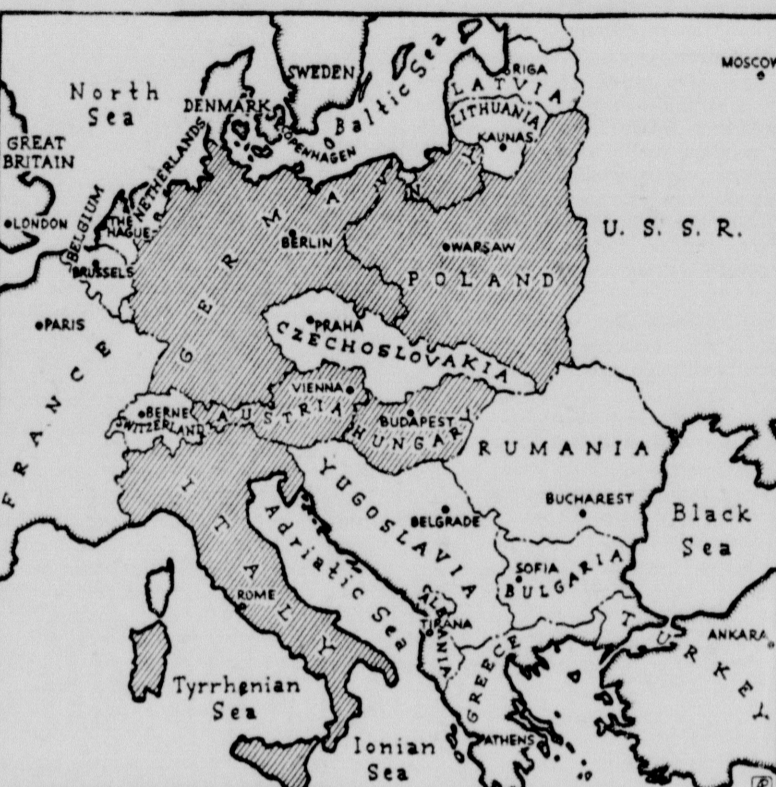 MOSCOW
SWEDEN
RIGA
LATVIA
North
Sea
Baltic Sea
DENMARK
LITHUANIA
COPENHAGEN
KAUNAS
GREAT
BRITAIN
NETHERLANDS
GERMANY
LONDON
BELGIUM
THE
HAGUE
BERLIN
WARSAW
U. S. S. R.
POLAND
BRUSSELS
PARIS
PRAHA
CZECHOSLOVAKIA
FRANCE
VIENNA
BERNE
SWITZERLAND
AUSTRIA
BUDAPEST
HUNGARY
RUMANIA
ITALY
YUGOSLAVIA
BUCHAREST
BELGRADE
Black
Sea
Adriatic Sea
SOFIA
BULGARIA
ROME
ALBANIA
TIRANA
TURKEY
ANKARA
GREECE
Tyrrhenian
Sea
ATHENS
Ionian
Sea